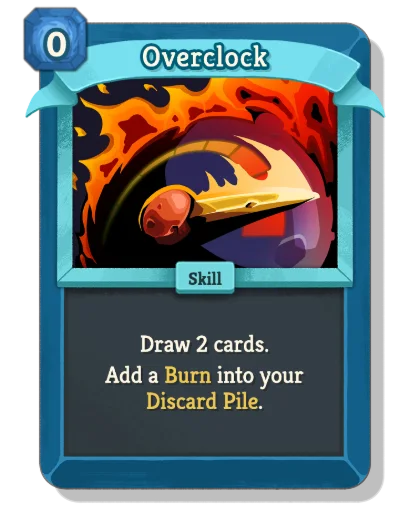 0
Overclock
Skill
Draw 2 cards.
Add a Burn into your
Discard Pile.